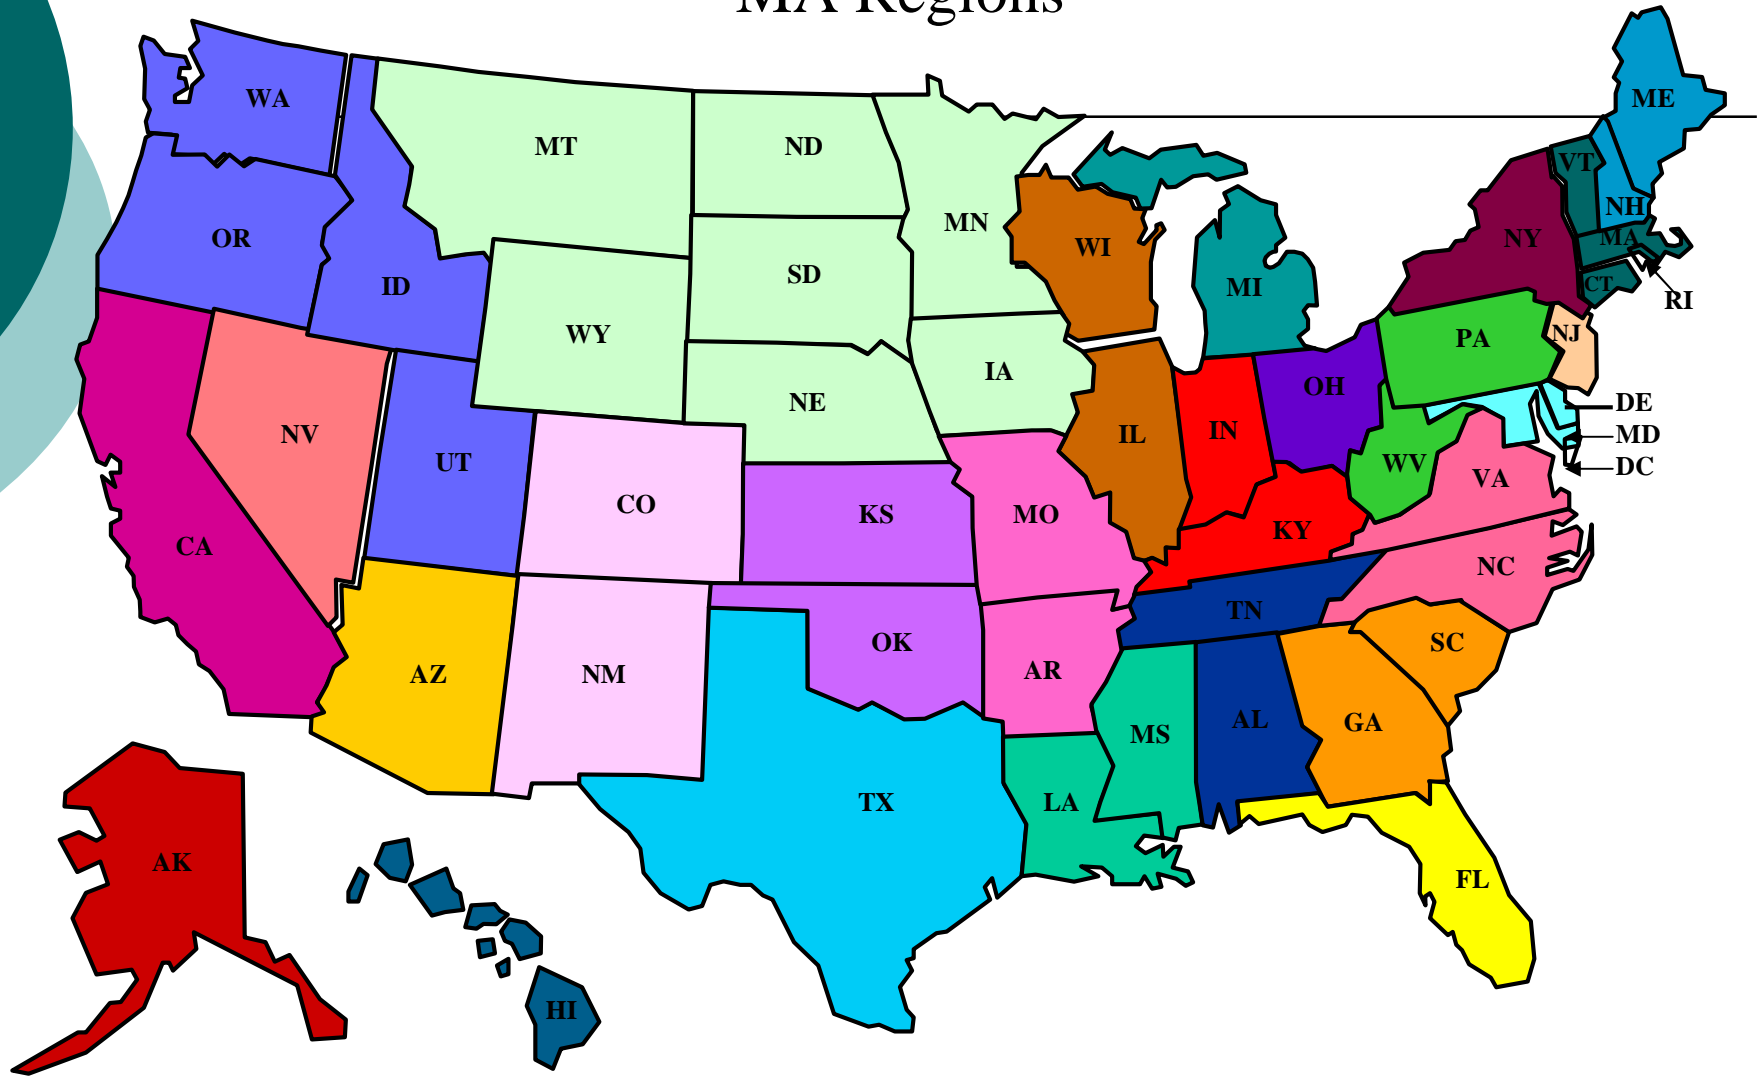 MA Regions
WA
MT
ND
MN
ME
VT
NH
OR
ID
WY
SD
WI
MI
NY
MA
CT
RI
NV
UT
CO
NE
IA
IL
IN
OH
PA
NJ
DE
MD
DC
CA
AZ
NM
KS
OK
MO
AR
KY
WV
VA
NC
TN
SC
TX
LA
MS
AL
GA
FL
AK
HI